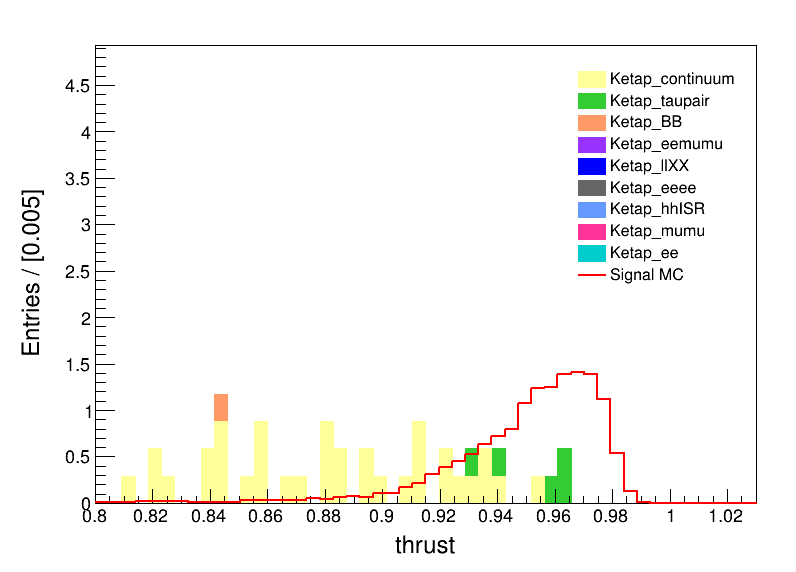 Ketap_continuum
Ketap_taupair
Ketap_BB
Ketap_eemumu
Ketap_llXX
Ketap_eeee
Ketap_hhISR
Ketap_mumu
Ketap_ee
Signal MC
Entries / [0.005]
4.5
4
3.5
3
2.5
2
1.5
1
0.5
0
0.8 0.82 0.84 0.86 0.88 0.9 0.92 0.94 0.96 0.98 1 1.02
thrust